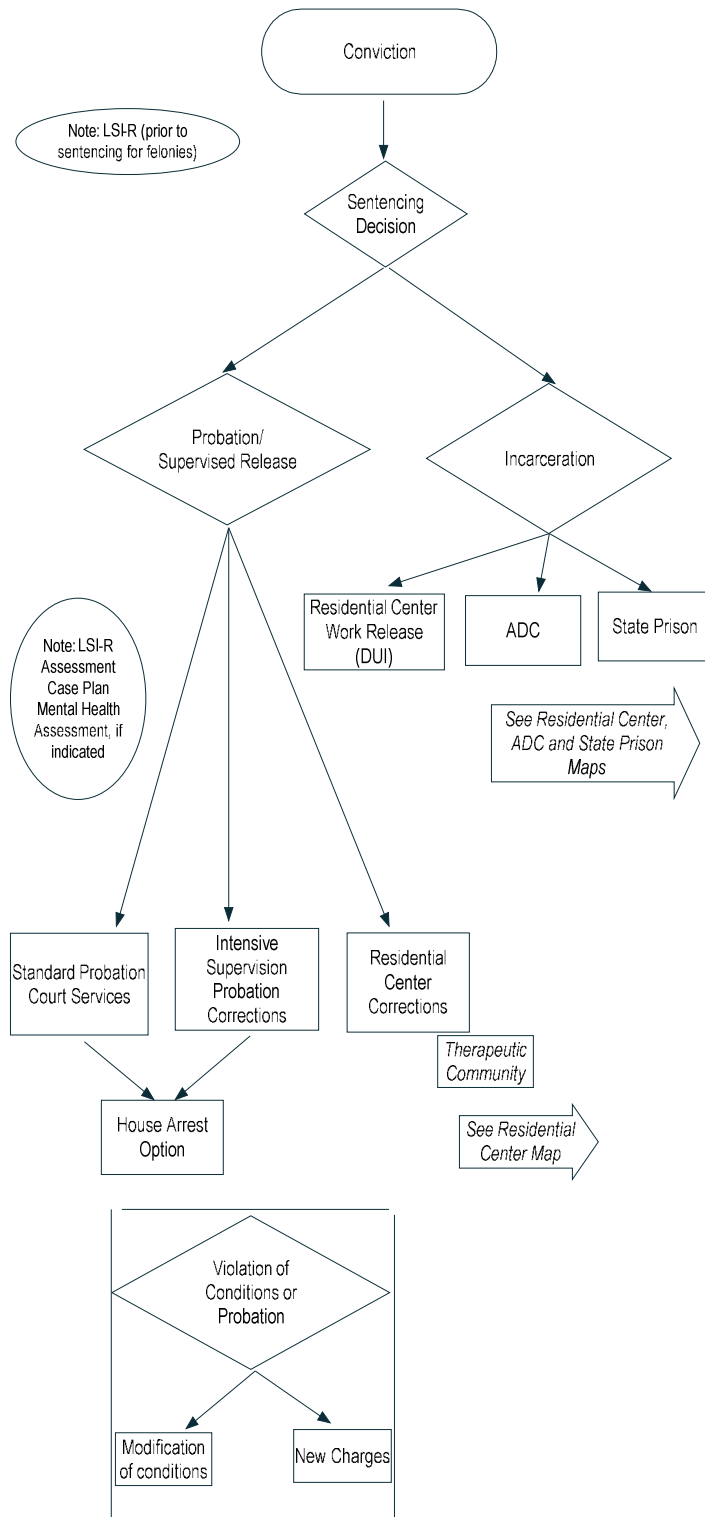 Conviction
Note: LSI-R (prior to
sentencing for felonies)
Sentencing
Decision
Probation/
Supervised Release
Incarceration
Residential Center
Work Release
(DUI)
ADC
State Prison
Note: LSI-R
Assessment
Case Plan
Mental Health
Assessment, if
indicated
See Residential Center,
ADC and State Prison
Maps
Standard Probation
Court Services
Intensive
Supervision
Probation
Corrections
Residential
Center
Corrections
Therapeutic
Community
House Arrest
Option
See Residential
Center Map
Violation of
Conditions or
Probation
Modification
of conditions
New Charges